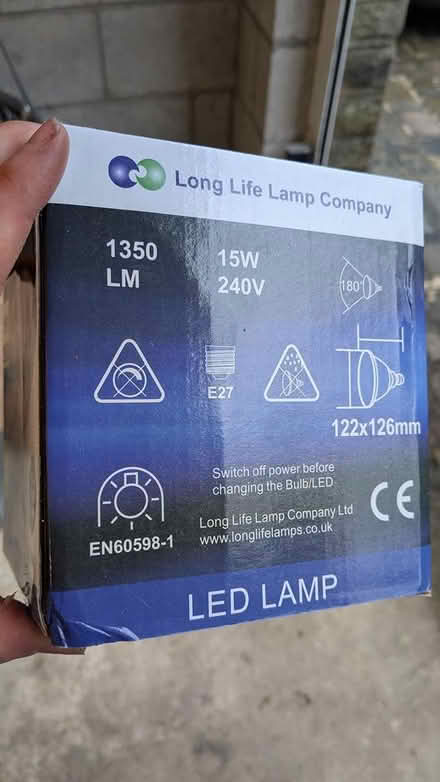 Long Life Lamp Company
1350
LM
15W
240V
180°
E27
122x126mm
EN60598-1
Switch off power before
changing the Bulb/LED
Long Life Lamp Company Ltd
www.longlifelamps.co.uk
CE
LED LAMP